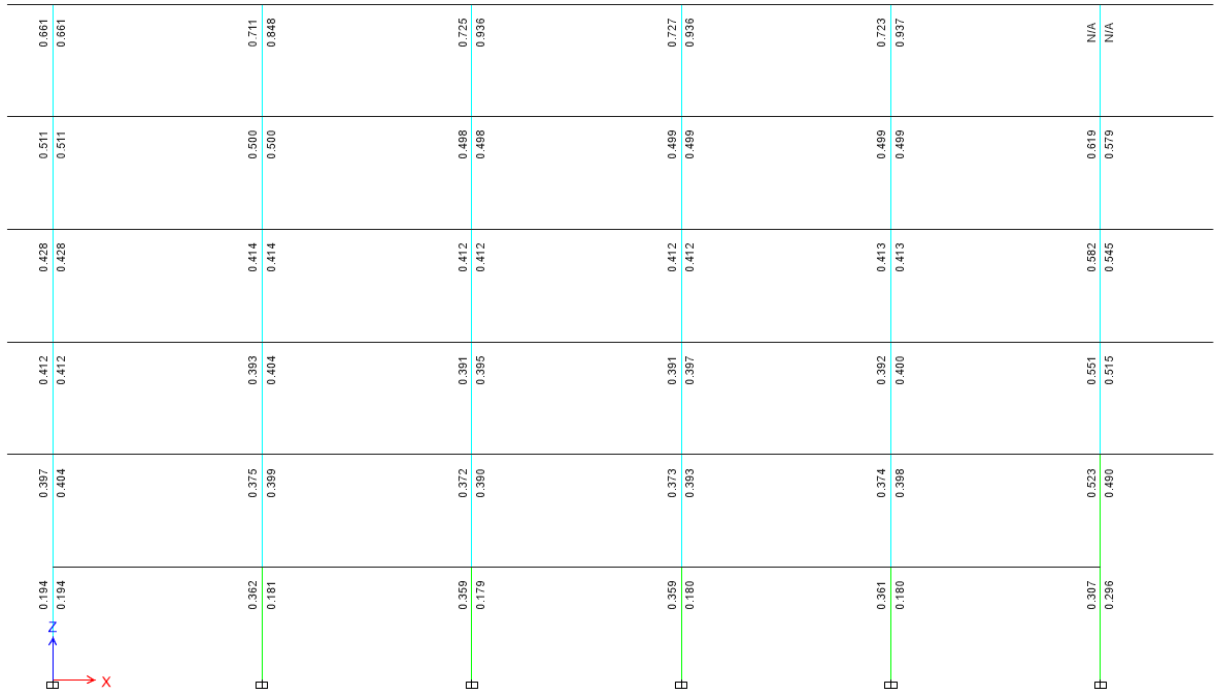 0.661 0.661 0.711 0.848 0.725 0.936 0.727 0.936 0.723 0.937 N/A N/A
0.511 0.511 0.500 0.500 0.498 0.498 0.499 0.499 0.499 0.499 0.619 0.579
0.428 0.428 0.414 0.414 0.412 0.412 0.412 0.412 0.413 0.413 0.582 0.545
0.412 0.412 0.393 0.404 0.391 0.395 0.391 0.397 0.392 0.400 0.551 0.515
0.397 0.404 0.375 0.399 0.372 0.390 0.373 0.393 0.374 0.398 0.523 0.490
0.194 0.194 0.362 0.181 0.359 0.179 0.359 0.180 0.361 0.180 0.307 0.296
Z
X